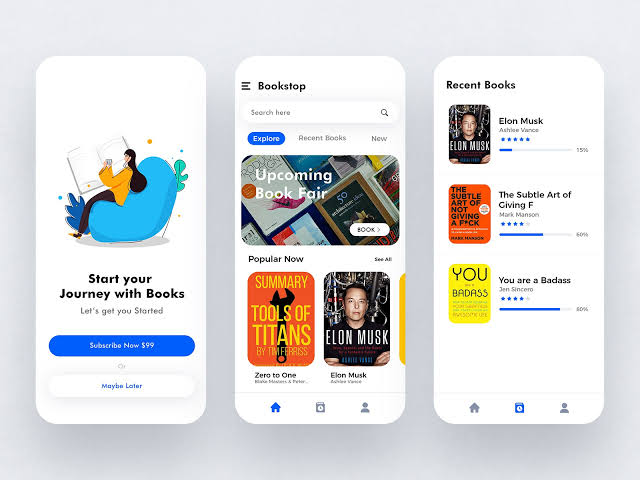 Start your
Journey with Books
Let's get you Started
Subscribe Now $99
Or
Maybe Later
Bookstop
Search here
Explore
Recent Books
New
Upcoming
Book Fair
50
BOOK >
Popular Now
See All
SUMMARY
TOOLS OF
TITANS
BY TIM FERRISS
ELON MUSK
ASHLEE VANCE
Zero to One
Blake Masters & Peter...
Elon Musk
Ashlee Vance
Recent Books
ELON MUSK
Elon Musk
Ashlee Vance
15%
THE SUBTLE
ART OF
NOT
GIVING
A F*CK
MARK MANSON
The Subtle Art of
Giving F
Mark Manson
60%
YOU
ARE A
BADASS
You are a Badass
Jen Sincero
80%